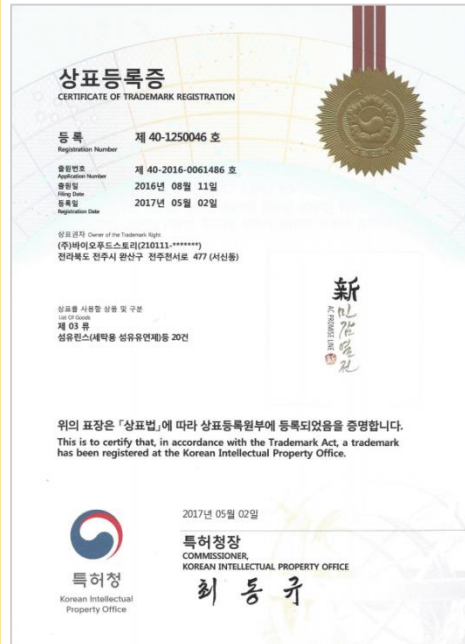 상표등록증
CERTIFICATE OF TRADEMARK REGISTRATION
등 록 제 40-1250046 호
Registration Number
출원번호 제 40-2016-0061486 호
Application Number
출원일 2016년 08월 11일
Filing Date
등록일 2017년 05월 02일
Registration Date
상표권자 Owner of the Trademark Right
(주)바이오푸드스토리(210111-*******)
전라북도 전주시 완산구 전주천서로 477 (서신동)
상표를 사용할 상품 및 구분
List Of Goods
제 03 류
섬유린스(세탁용 섬유유연제)등 20건
新
민감열전
AC PROMISE LINE
위의 표장은 「상표법」에 따라 상표등록원부에 등록되었음을 증명합니다.
This is to certify that, in accordance with the Trademark Act, a trademark
has been registered at the Korean Intellectual Property Office.
2017년 05월 02일
특허청장
COMMISSIONER,
KOREAN INTELLECTUAL PROPERTY OFFICE
최동규
특허청
Korean Intellectual
Property Office